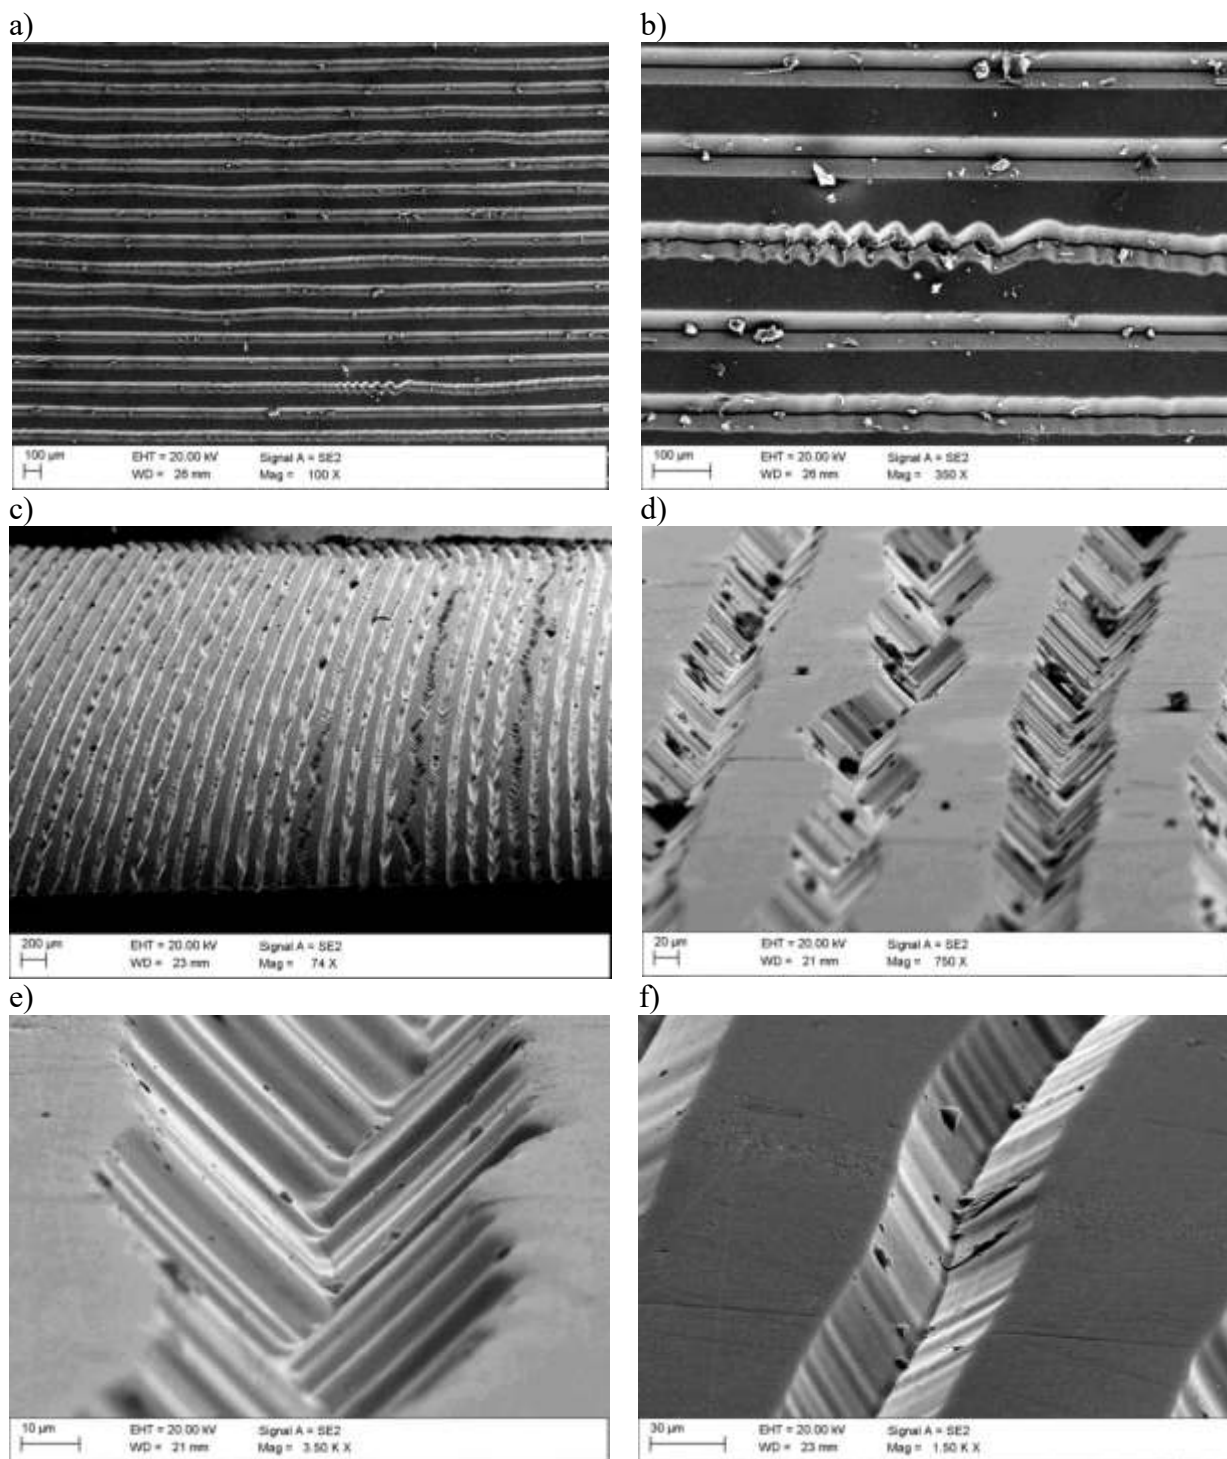 a)
b)
100 µm EHT = 20.00 kV Signal A = SE2
WD = 26 mm Mag = 100 X
100 µm EHT = 20.00 kV Signal A = SE2
WD = 26 mm Mag = 350 X
c)
d)
200 µm EHT = 20.00 kV Signal A = SE2
WD = 23 mm Mag = 74 X
20 µm EHT = 20.00 kV Signal A = SE2
WD = 21 mm Mag = 750 X
e)
f)
10 µm EHT = 20.00 kV Signal A = SE2
WD = 21 mm Mag = 3.50 K X
30 µm EHT = 20.00 kV Signal A = SE2
WD = 23 mm Mag = 1.50 K X